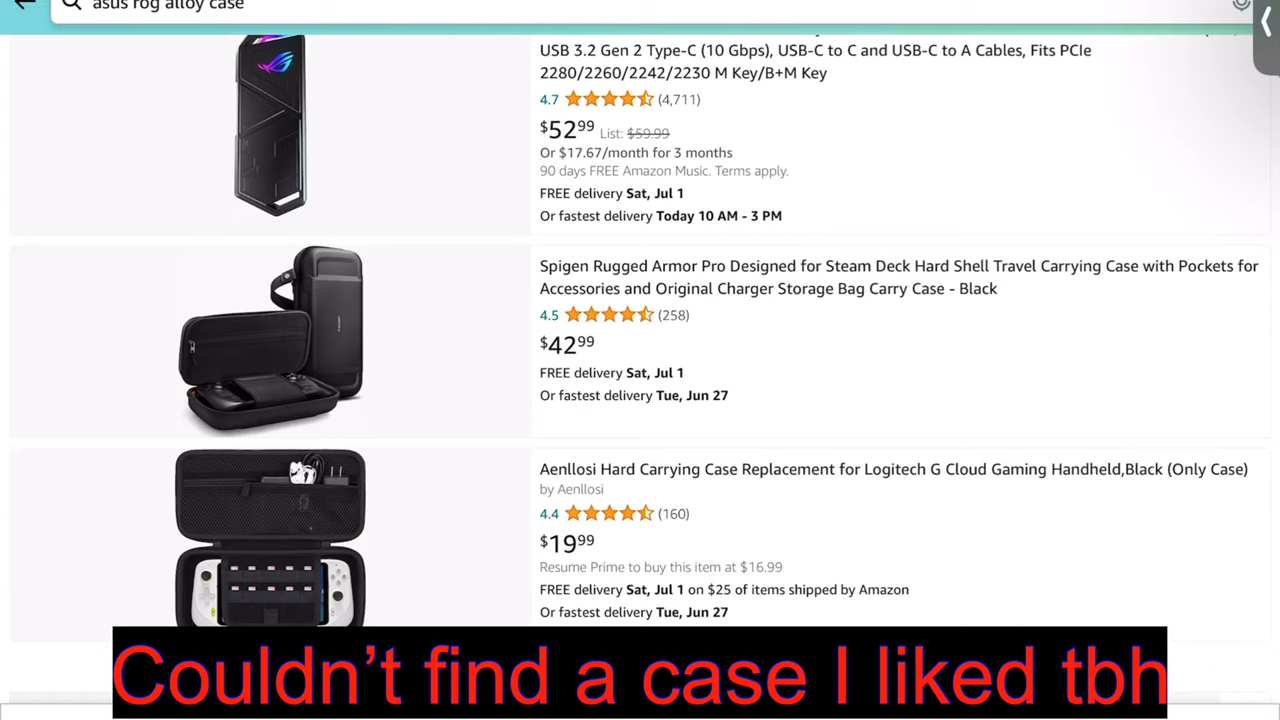 asus rog alloy case
USB 3.2 Gen 2 Type-C (10 Gbps), USB-C to C and USB-C to A Cables, Fits PCIe
2280/2260/2242/2230 M Key/B+M Key
4.7 (4,711)
$52 99 List: $59.99
Or $17.67/month for 3 months
90 days FREE Amazon Music. Terms apply.
FREE delivery Sat, Jul 1
Or fastest delivery Today 10 AM - 3 PM
Spigen Rugged Armor Pro Designed for Steam Deck Hard Shell Travel Carrying Case with Pockets for
Accessories and Original Charger Storage Bag Carry Case - Black
4.5 (258)
$42 99
FREE delivery Sat, Jul 1
Or fastest delivery Tue, Jun 27
Aenllosi Hard Carrying Case Replacement for Logitech G Cloud Gaming Handheld,Black (Only Case)
by Aenllosi
4.4 (160)
$19 99
Resume Prime to buy this item at $16.99
FREE delivery Sat, Jul 1 on $25 of items shipped by Amazon
Or fastest delivery Tue, Jun 27
Couldn’t find a case I liked tbh